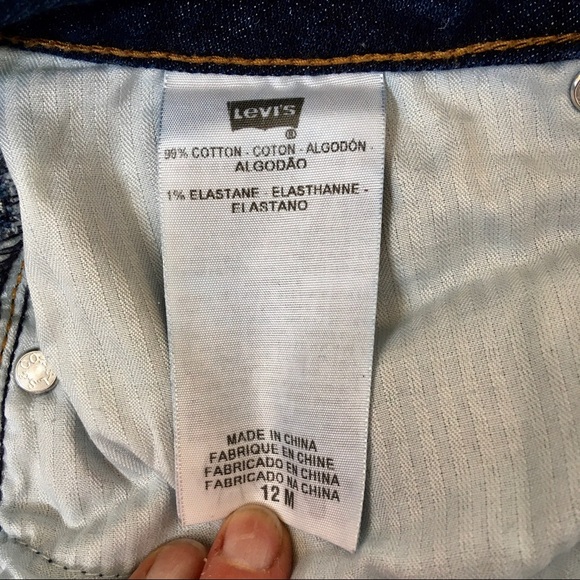 Levi's
®
99% COTTON - COTON - ALGODÓN -
ALGODÃO
1% ELASTANE - ELASTHANNE -
ELASTANO
MADE IN CHINA
FABRIQUE EN CHINE
FABRICADO EN CHINA
FABRICADO NA CHINA
12 M